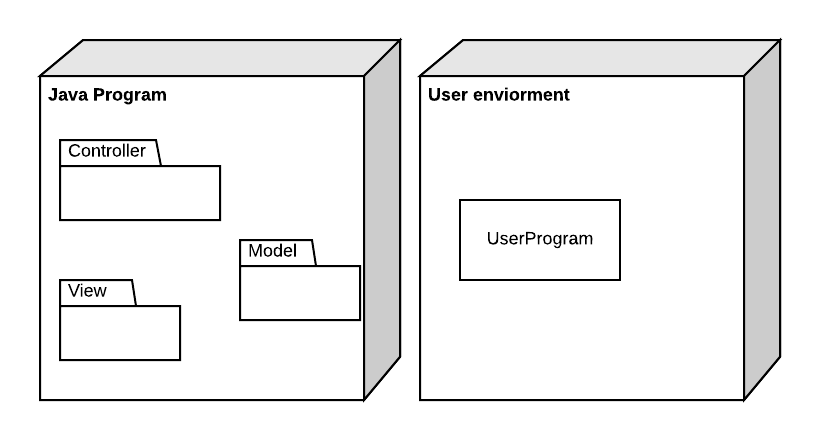 Java Program
Controller
Model
View
User enviorment
UserProgram